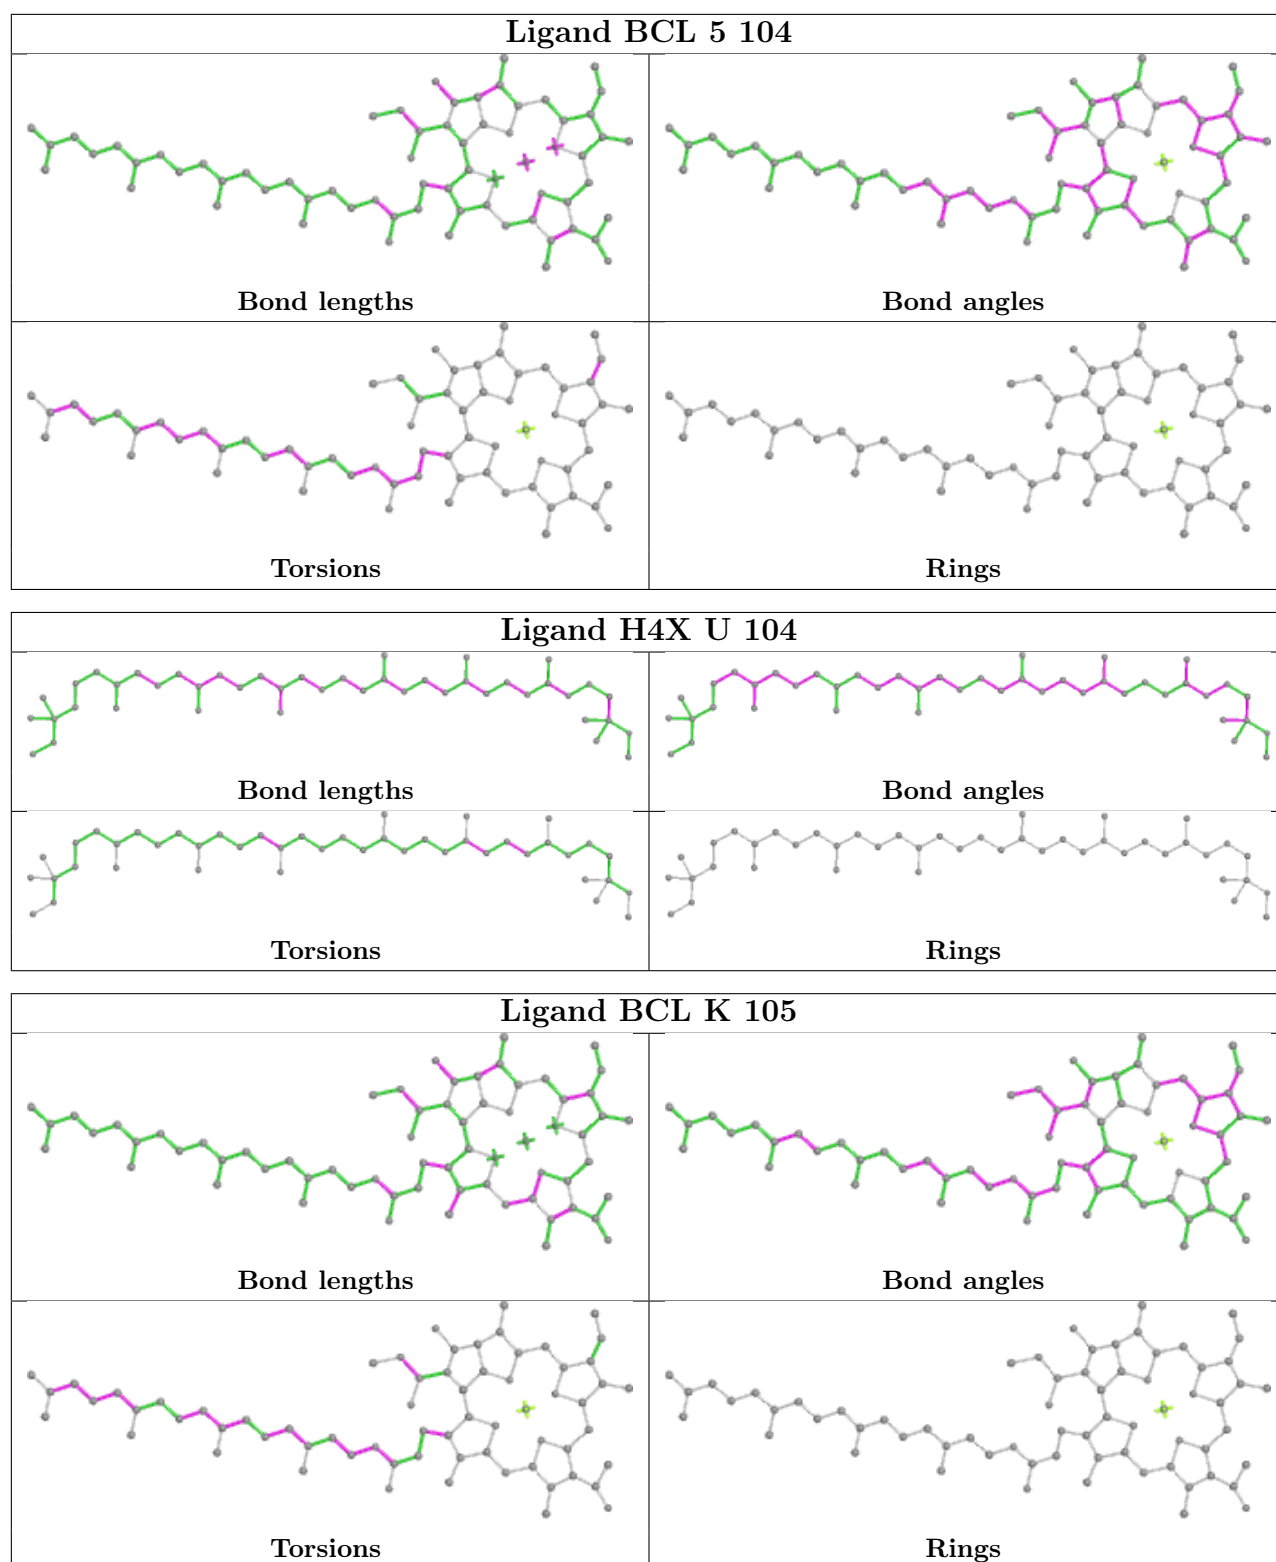 Ligand BCL 5 104
Bond lengths
Bond angles
Torsions
Rings
Ligand H4X U 104
Bond lengths
Bond angles
Torsions
Rings
Ligand BCL K 105
Bond lengths
Bond angles
Torsions
Rings